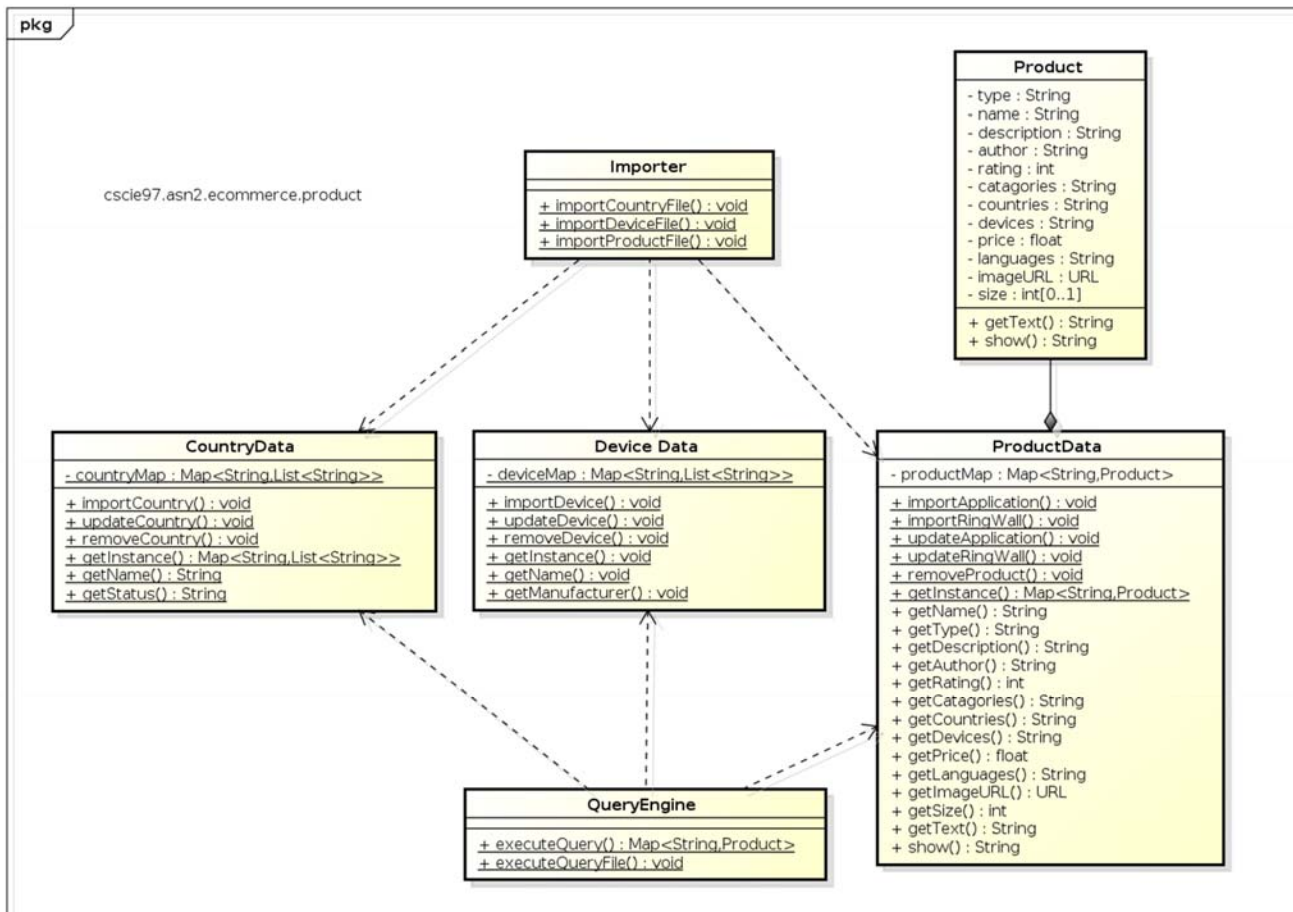 pkg
Product
- type : String
- name : String
- description : String
- author : String
- rating : int
- catagories : String
- countries : String
- devices : String
- price : float
- languages : String
- imageURL : URL
- size : int[0..1]
+ getText() : String
+ show() : String
Importer
+ importCountryFile() : void
+ importDeviceFile() : void
+ importProductFile() : void
cscie97.asn2.ecommerce.product
CountryData
- countryMap : Map<String,List<String>>
+ importCountry() : void
+ updateCountry() : void
+ removeCountry() : void
+ getInstance() : Map<String,List<String>>
+ getName() : String
+ getStatus() : String
Device Data
- deviceMap : Map<String,List<String>>
+ importDevice() : void
+ updateDevice() : void
+ removeDevice() : void
+ getInstance() : void
+ getName() : void
+ getManufacturer() : void
ProductData
- productMap : Map<String,Product>
+ importApplication() : void
+ importRingWall() : void
+ updateApplication() : void
+ updateRingWall() : void
+ removeProduct() : void
+ getInstance() : Map<String,Product>
+ getName() : String
+ getType() : String
+ getDescription() : String
+ getAuthor() : String
+ getRating() : int
+ getCatagories() : String
+ getCountries() : String
+ getDevices() : String
+ getPrice() : float
+ getLanguages() : String
+ getImageURL() : URL
+ getSize() : int
+ getText() : String
+ show() : String
QueryEngine
+ executeQuery() : Map<String,Product>
+ executeQueryFile() : void